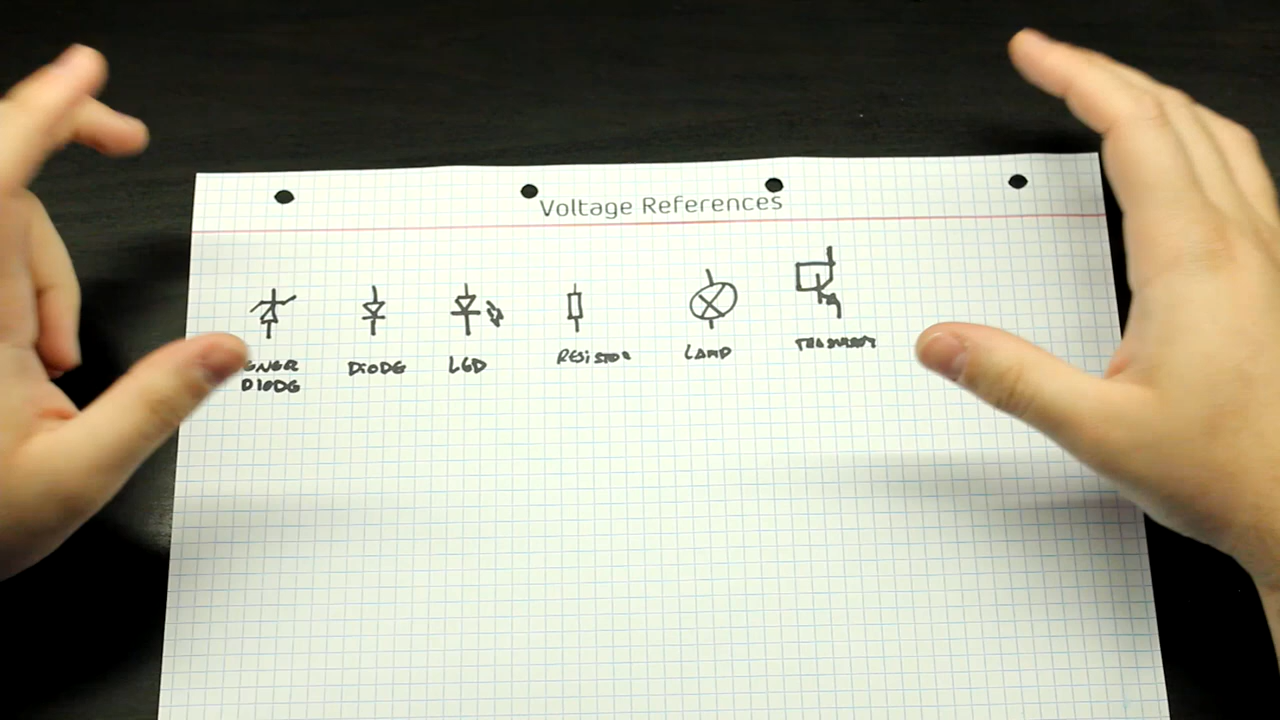 Voltage References
DIODE
DIODE
LED
RESISTOR
LAMP